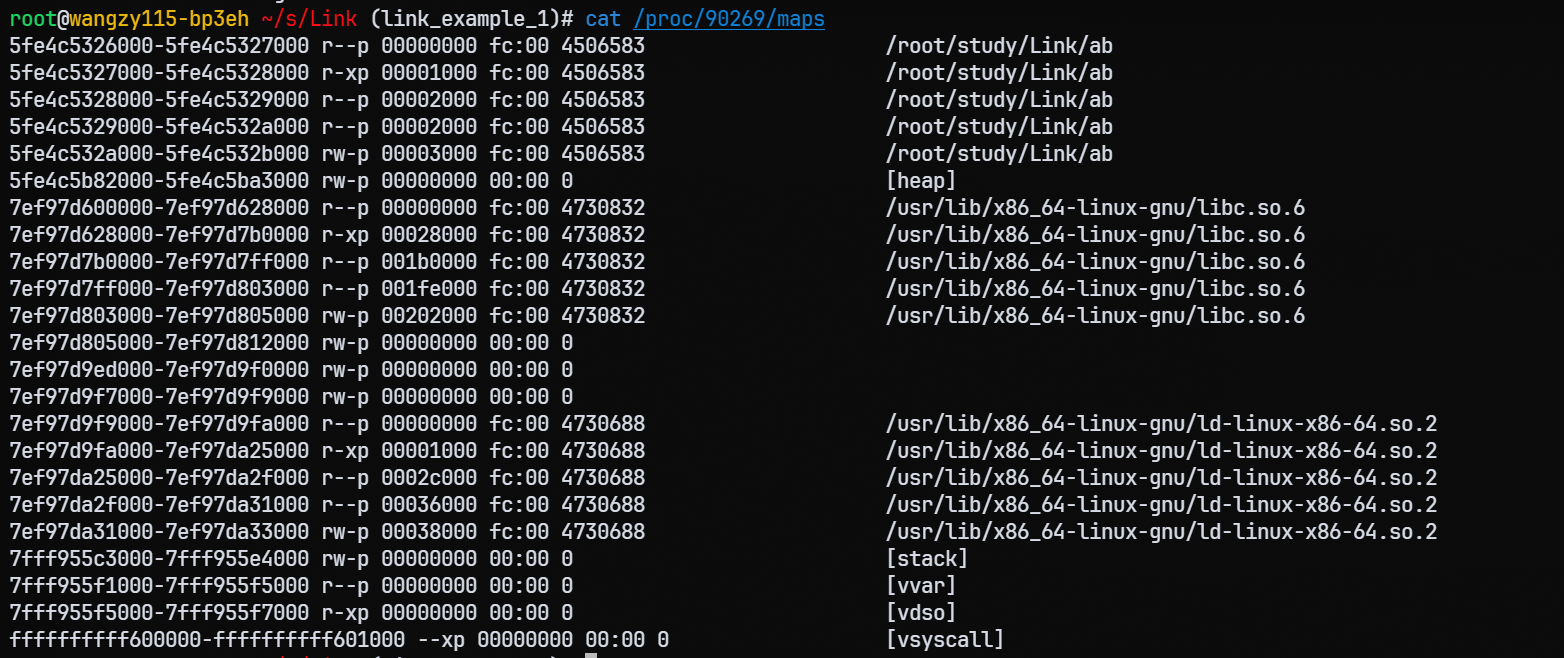 root@wangzy115-bp3eh ~/s/Link (link_example_1)# cat /proc/90269/maps
5fe4c5326000-5fe4c5327000 r--p 00000000 fc:00 4506583 /root/study/Link/ab
5fe4c5327000-5fe4c5328000 r-xp 00001000 fc:00 4506583 /root/study/Link/ab
5fe4c5328000-5fe4c5329000 r--p 00002000 fc:00 4506583 /root/study/Link/ab
5fe4c5329000-5fe4c532a000 r--p 00002000 fc:00 4506583 /root/study/Link/ab
5fe4c532a000-5fe4c532b000 rw-p 00003000 fc:00 4506583 /root/study/Link/ab
5fe4c5b82000-5fe4c5ba3000 rw-p 00000000 00:00 0 [heap]
7ef97d600000-7ef97d628000 r--p 00000000 fc:00 4730832 /usr/lib/x86_64-linux-gnu/libc.so.6
7ef97d628000-7ef97d7b0000 r-xp 00028000 fc:00 4730832 /usr/lib/x86_64-linux-gnu/libc.so.6
7ef97d7b0000-7ef97d7ff000 r--p 001b0000 fc:00 4730832 /usr/lib/x86_64-linux-gnu/libc.so.6
7ef97d7ff000-7ef97d803000 r--p 001fe000 fc:00 4730832 /usr/lib/x86_64-linux-gnu/libc.so.6
7ef97d803000-7ef97d805000 rw-p 00202000 fc:00 4730832 /usr/lib/x86_64-linux-gnu/libc.so.6
7ef97d805000-7ef97d812000 rw-p 00000000 00:00 0
7ef97d9ed000-7ef97d9f0000 rw-p 00000000 00:00 0
7ef97d9f7000-7ef97d9f9000 rw-p 00000000 00:00 0
7ef97d9f9000-7ef97d9fa000 r--p 00000000 fc:00 4730688 /usr/lib/x86_64-linux-gnu/ld-linux-x86-64.so.2
7ef97d9fa000-7ef97da25000 r-xp 00001000 fc:00 4730688 /usr/lib/x86_64-linux-gnu/ld-linux-x86-64.so.2
7ef97da25000-7ef97da2f000 r--p 0002c000 fc:00 4730688 /usr/lib/x86_64-linux-gnu/ld-linux-x86-64.so.2
7ef97da2f000-7ef97da31000 r--p 00036000 fc:00 4730688 /usr/lib/x86_64-linux-gnu/ld-linux-x86-64.so.2
7ef97da31000-7ef97da33000 rw-p 00038000 fc:00 4730688 /usr/lib/x86_64-linux-gnu/ld-linux-x86-64.so.2
7fff955c3000-7fff955e4000 rw-p 00000000 00:00 0 [stack]
7fff955f1000-7fff955f5000 r--p 00000000 00:00 0 [vvar]
7fff955f5000-7fff955f7000 r-xp 00000000 00:00 0 [vdso]
ffffffffff600000-ffffffffff601000 --xp 00000000 00:00 0 [vsyscall]